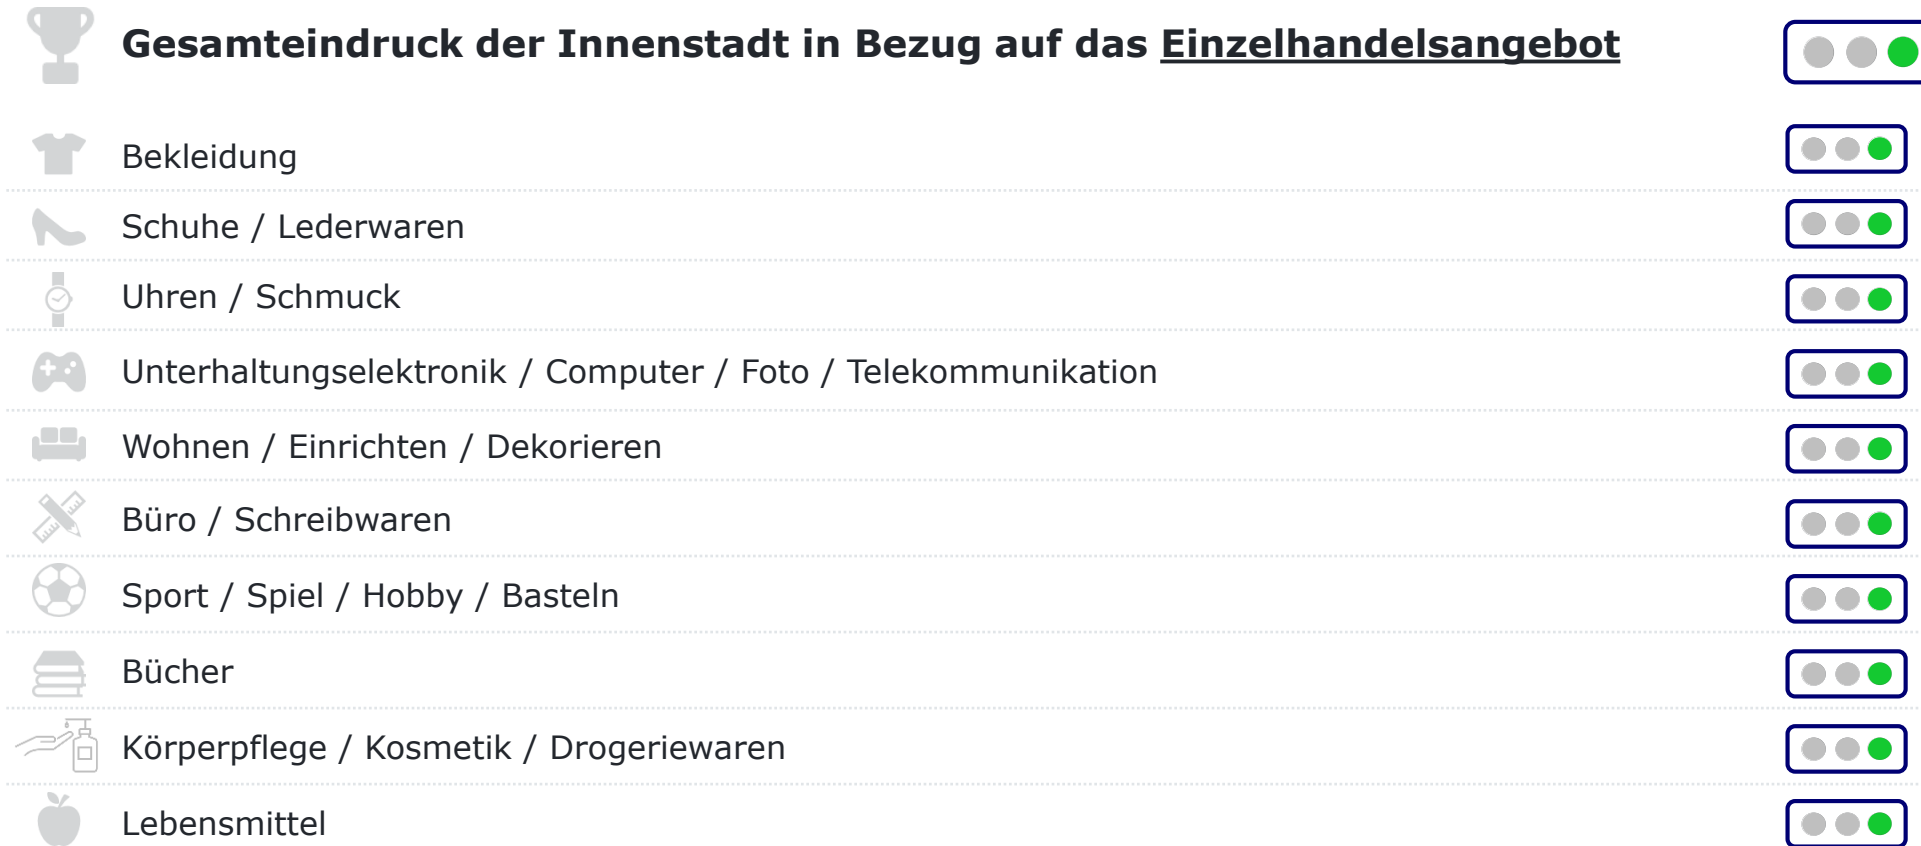 Gesamteindruck der Innenstadt in Bezug auf das Einzelhandelsangebot
Bekleidung
Schuhe / Lederwaren
Uhren / Schmuck
Unterhaltungselektronik / Computer / Foto / Telekommunikation
Wohnen / Einrichten / Dekorieren
Büro / Schreibwaren
Sport / Spiel / Hobby / Basteln
Bücher
Körperpflege / Kosmetik / Drogeriewaren
Lebensmittel